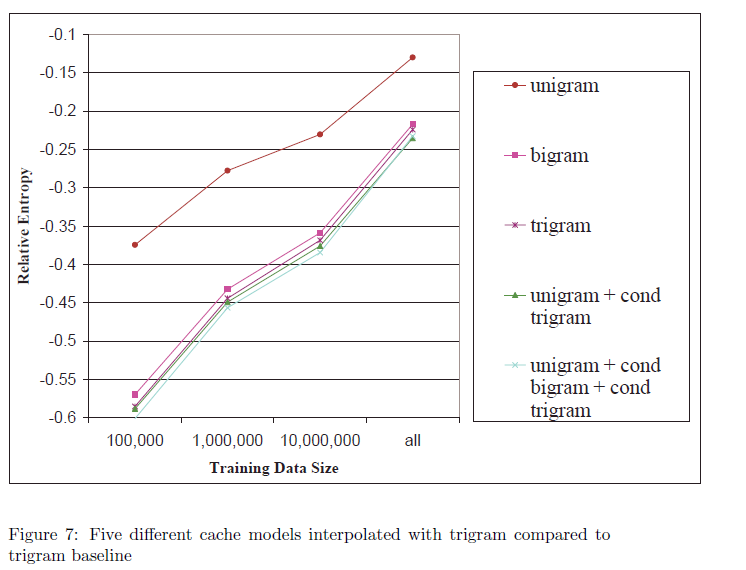 -0.1
-0.15
-0.2
-0.25
-0.3
-0.35
-0.4
-0.45
-0.5
-0.55
-0.6
Relative Entropy
100,000 1,000,000 10,000,000 all
Training Data Size
unigram
bigram
trigram
unigram + cond
trigram
unigram + cond
bigram + cond
trigram
Figure 7: Five different cache models interpolated with trigram compared to
trigram baseline